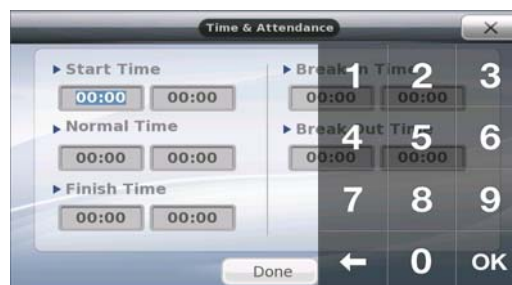 Time & Attendance
Start Time
00:00 00:00
Normal Time
00:00 00:00
Finish Time
00:00 00:00
Break In Time
00:00 00:00
Break Out Time
00:00 00:00
Done
1 2 3
4 5 6
7 8 9
0 OK